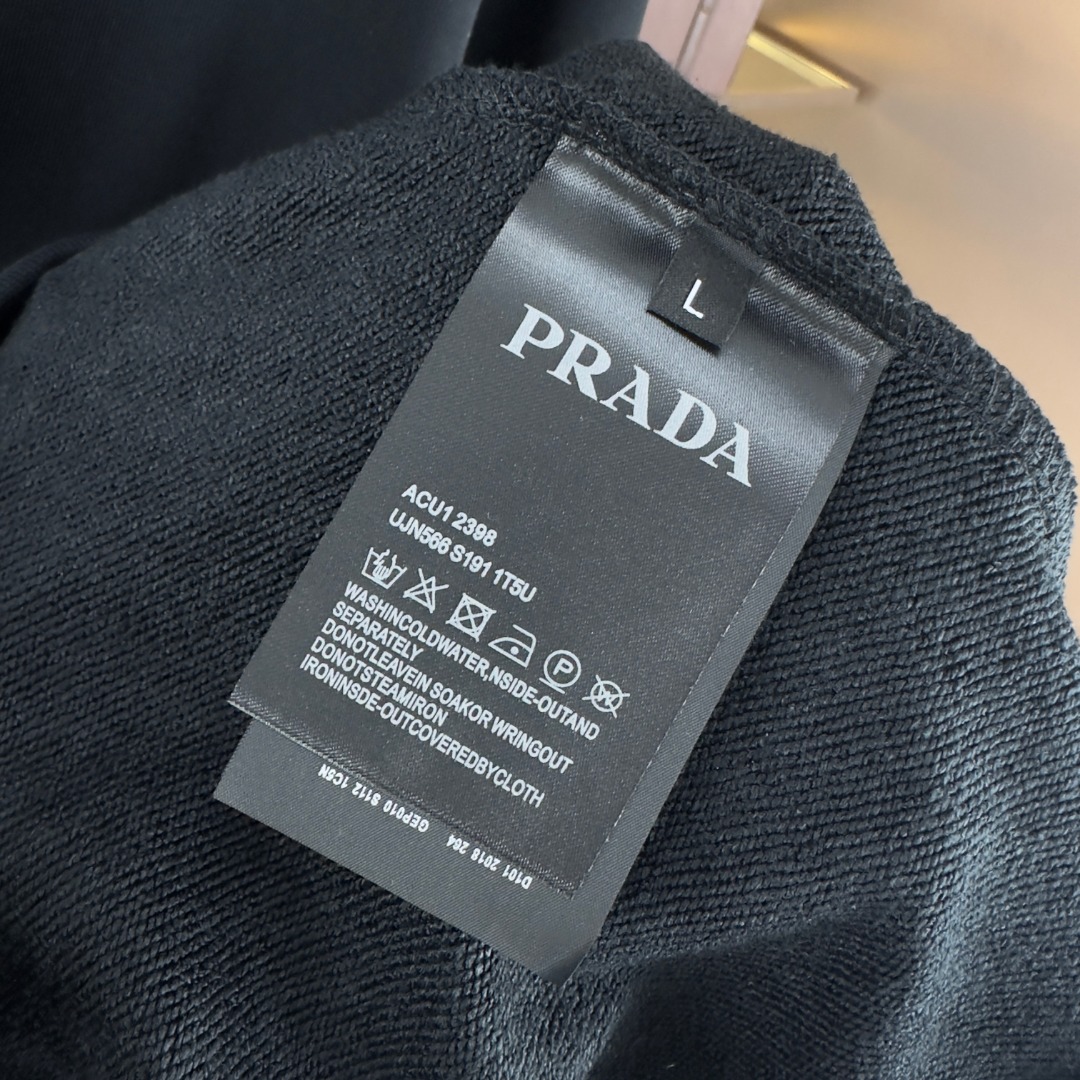 L
PRADA
ACU1 2398
UJN566 S191 1T5U
P
WASHINCOLDWATER,NSIDE-OUTAND
SEPARATELY
DONOTLEAVEIN SOAKOR WRINGOUT
DONOTSTEAMIRON
IRONINSDE-OUTCOVEREDBYCLOTH
D101 2018 264
GEP010 S112 1C5N